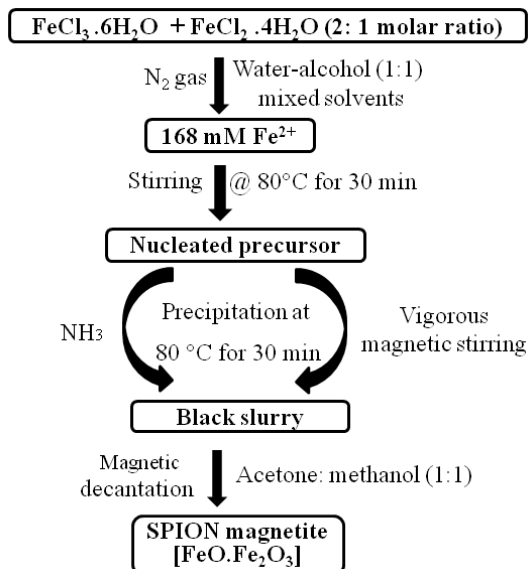 FeCl₃ .6H₂O + FeCl₂ .4H₂O (2: 1 molar ratio)
N₂ gas
Water-alcohol (1:1)
mixed solvents
168 mM Fe²⁺
Stirring @ 80°C for 30 min
Nucleated precursor
NH₃
Precipitation at
80 °C for 30 min
Vigorous
magnetic stirring
Black slurry
Magnetic
decantation
Acetone: methanol (1:1)
SPION magnetite
[FeO.Fe₂O₃]